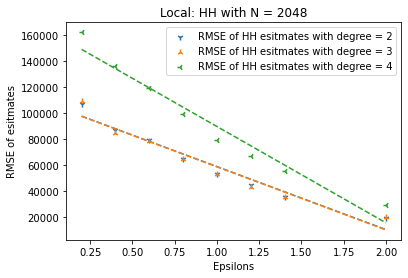 Local: HH with N = 2048
RMSE of HH esitmates with degree = 2
RMSE of HH esitmates with degree = 3
RMSE of HH esitmates with degree = 4
RMSE of esitmates
160000
140000
120000
100000
80000
60000
40000
20000
0.25 0.50 0.75 1.00 1.25 1.50 1.75 2.00
Epsilons